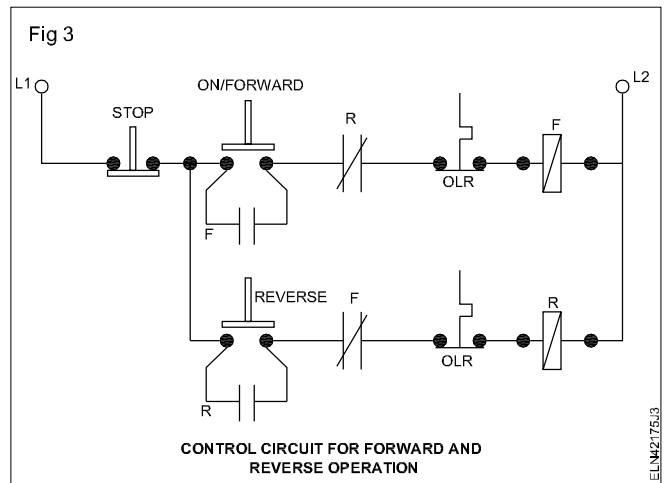 Fig 3
L1
L2
ON/FORWARD
STOP
R
F
OLR
F
REVERSE
F
R
OLR
R
CONTROL CIRCUIT FOR FORWARD AND
REVERSE OPERATION
ELN42175J3